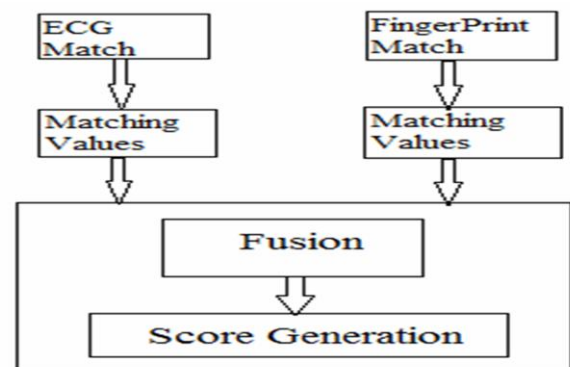 ECG
Match
FingerPrint
Match
Matching
Values
Matching
Values
Fusion
Score Generation